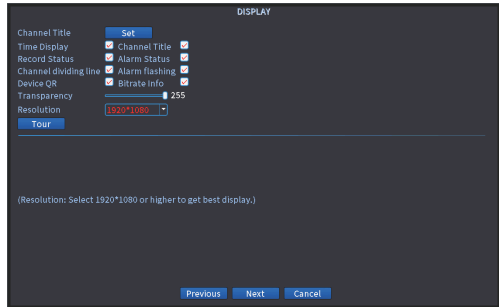 DISPLAY
Channel Title Set
Time Display Channel Title
Record Status Alarm Status
Channel dividing line Alarm flashing
Device QR Bitrate Info
Transparency 255
Resolution 1920*1080
Tour
(Resolution: Select 1920*1080 or higher to get best display.)
Previous Next Cancel